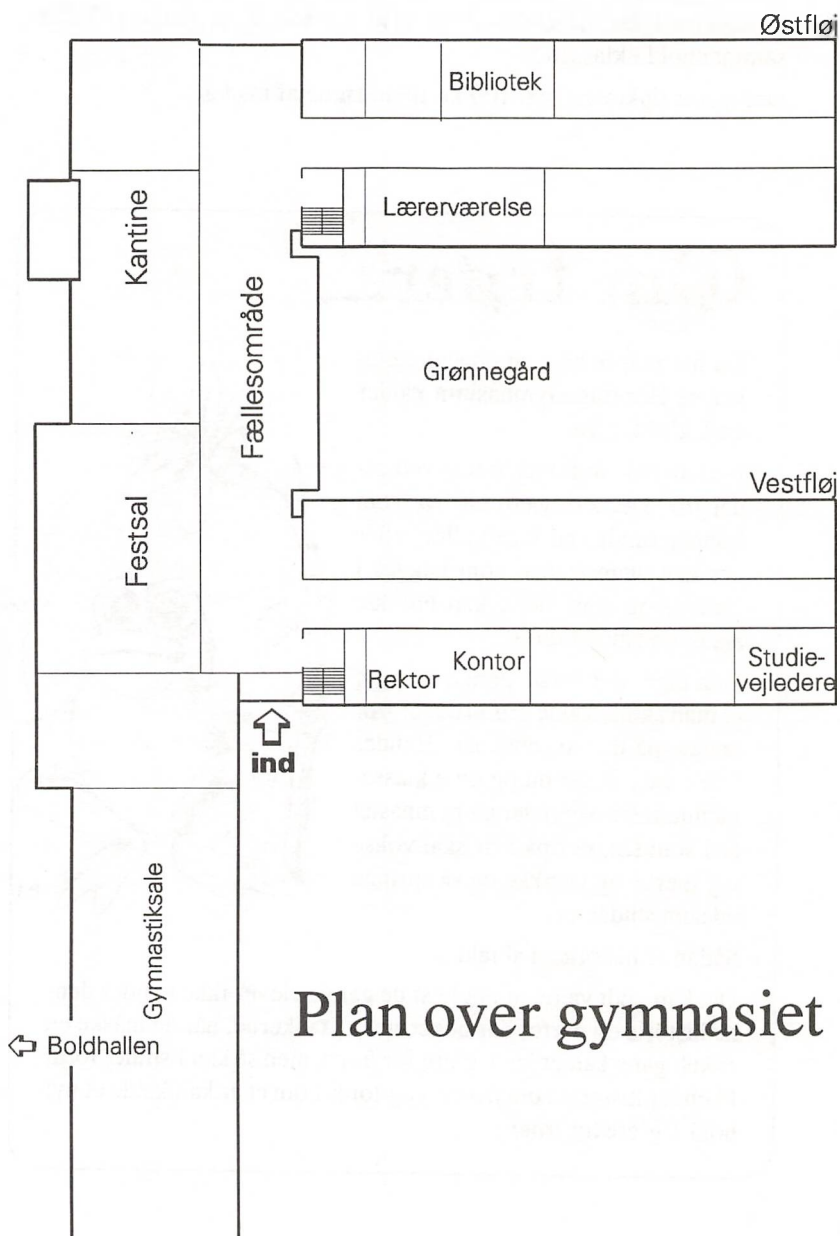 Østfløj
Bibliotek
Lærerværelse
Kantine
Fællesområde
Grønnegård
Vestfløj
Festsal
Rektor
Kontor
Studie-
vejledere
ind
Gymnastiksale
Plan over gymnasiet
Boldhallen